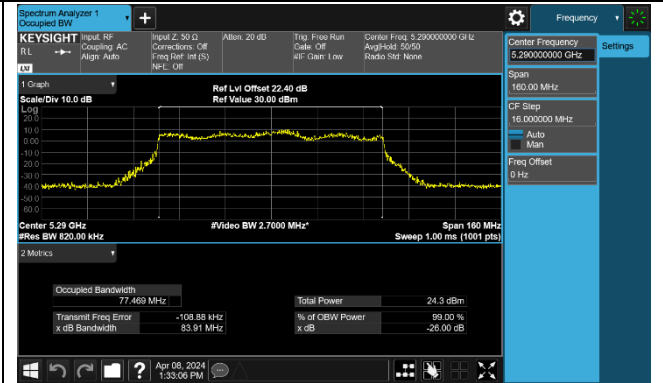 Spectrum Analyzer 1
Occupied BW
Frequency
KEYSIGHT
RL
LXI
Input: RF
Coupling: AC
Align: Auto
Input Z: 50 Ω
Corrections: Off
Freq Ref: Int (S)
NFE: Off
Atten: 20 dB
Trig: Free Run
Gate: Off
#IF Gain: Low
Center Freq: 5.290000000 GHz
Avg|Hold: 50/50
Radio Std: None
Center Frequency
5.290000000 GHz
Settings
Span
160.00 MHz
CF Step
16.000000 MHz
Auto
Man
Freq Offset
0 Hz
1 Graph
Scale/Div 10.0 dB
Ref Lvl Offset 22.40 dB
Ref Value 30.00 dBm
Log
20.0
10.0
0.00
-10.0
-20.0
-30.0
-40.0
-50.0
-60.0
Center 5.29 GHz
#Video BW 2.7000 MHz*
Span 160 MHz
#Res BW 820.00 kHz
Sweep 1.00 ms (1001 pts)
2 Metrics
Occupied Bandwidth
77.469 MHz
Total Power 24.3 dBm
Transmit Freq Error -108.88 kHz
% of OBW Power 99.00 %
x dB Bandwidth 83.91 MHz
x dB -26.00 dB
Apr 08, 2024
1:33:06 PM